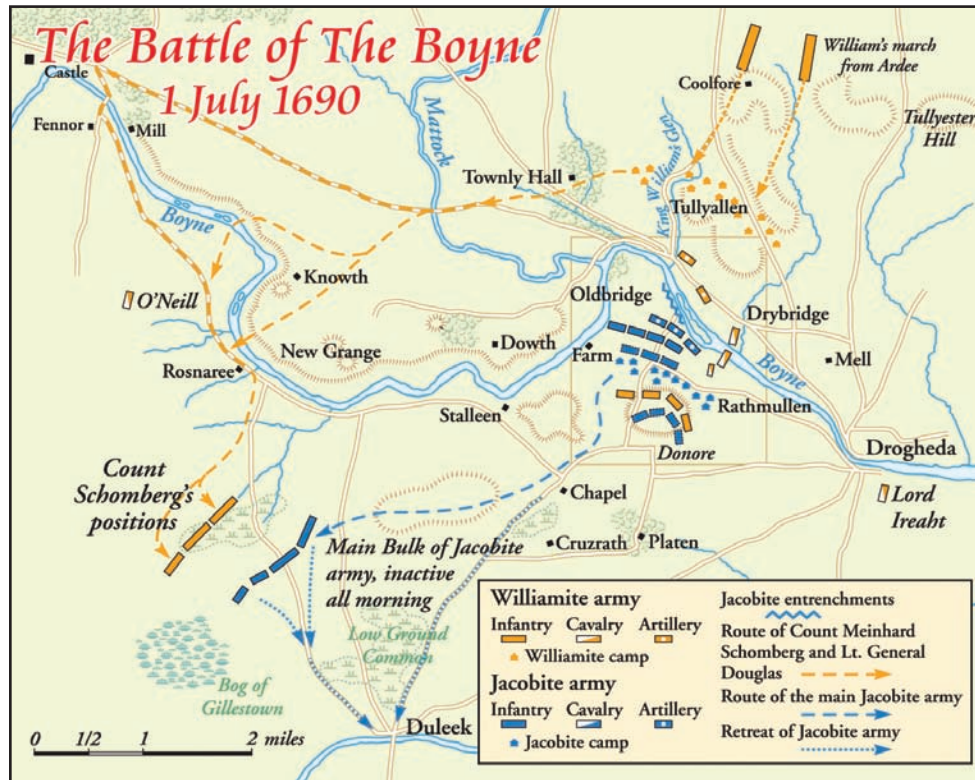 The Battle of The Boyne
1 July 1690
Castle
Fennor
Mill
Mattock
Coolfore
William's march
from Ardee
Tullyester
Hill
Townly Hall
King William's Glen
Tullyallen
Boyne
Knowth
O'Neill
Oldbridge
Drybridge
New Grange
Dowth
Farm
Boyne
Mell
Rosnaree
Stalleen
Rathmullen
Donore
Drogheda
Count
Schomberg's
positions
Chapel
Lord
Ireaht
Main Bulk of Jacobite
army, inactive
all morning
Cruzrath
Platen
Low Ground
Common
Bog of
Gillestown
Duleek
0 1/2 1 2 miles
Williamite army
Infantry Cavalry Artillery
Williamite camp
Jacobite army
Infantry Cavalry Artillery
Jacobite camp
Jacobite entrenchments
Route of Count Meinhard
Schomberg and Lt. General
Douglas
Route of the main Jacobite army
Retreat of Jacobite army